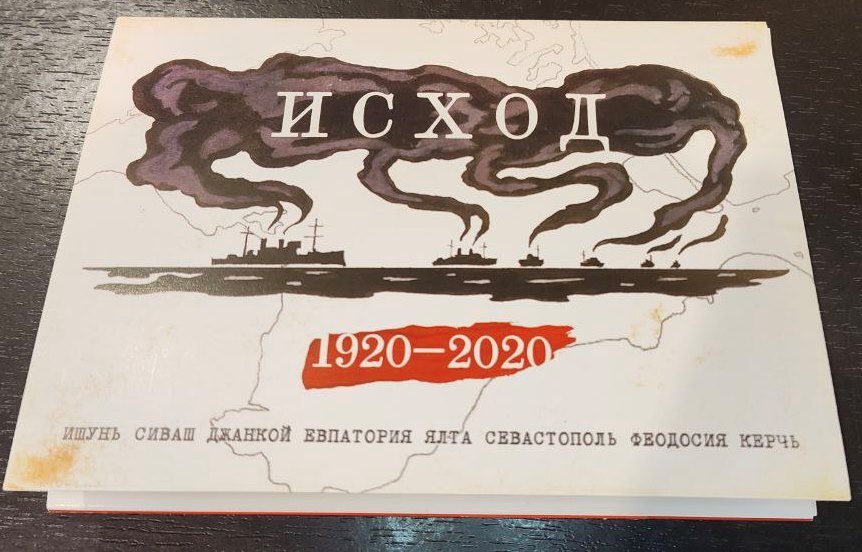 ИСХОД
1920—2020
ИШУНЬ СИВАШ ДЖАНКОЙ ЕВПАТОРИЯ ЯЛТА СЕВАСТОПОЛЬ ФЕОДОСИЯ КЕРЧЬ